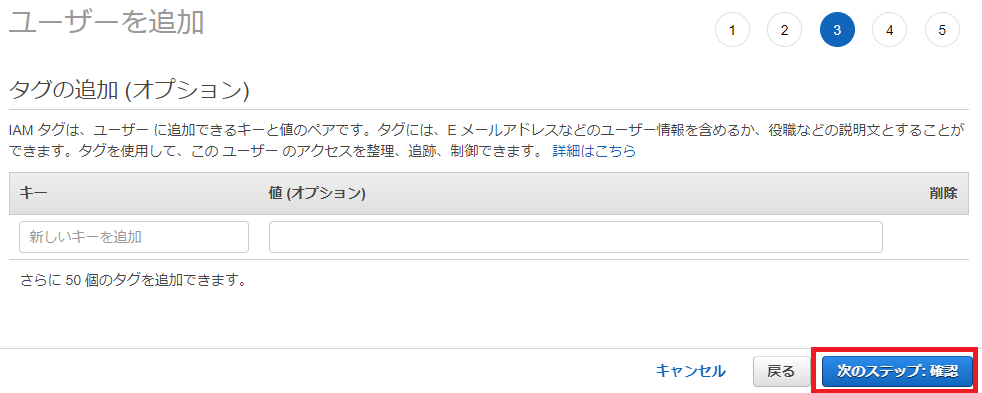 ユーザーを追加
1 2 3 4 5
タグの追加 (オプション)
IAM タグは、ユーザー に追加できるキーと値のペアです。タグには、E メールアドレスなどのユーザー情報を含めるか、役職などの説明文とすることが
できます。タグを使用して、この ユーザー のアクセスを整理、追跡、制御できます。 詳細はこちら
キー 値 (オプション) 削除
新しいキーを追加
さらに 50 個のタグを追加できます。
キャンセル 戻る 次のステップ: 確認